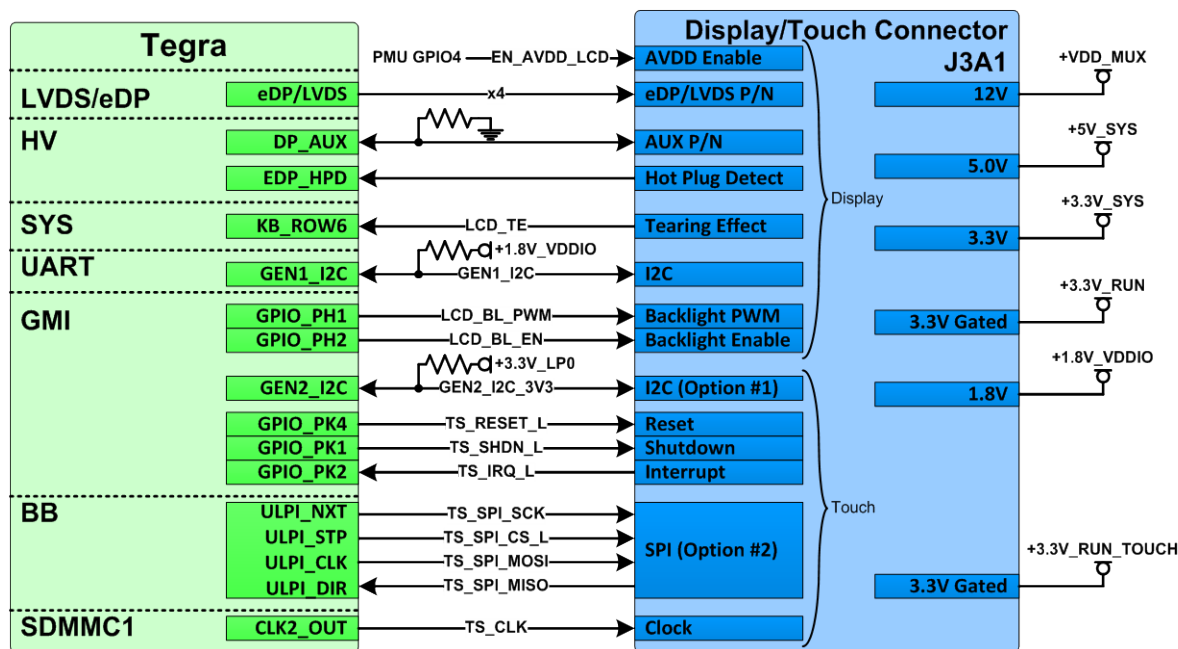 Tegra
Display/Touch Connector
J3A1
PMU GPIO4 EN_AVDD_LCD AVDD Enable
+VDD_MUX
LVDS/eDP eDP/LVDS x4 eDP/LVDS P/N 12V
HV DP_AUX AUX P/N
+5V_SYS
5.0V
EDP_HPD Hot Plug Detect
Display
+3.3V_SYS
SYS KB_ROW6 LCD_TE Tearing Effect
3.3V
+1.8V_VDDIO
UART GEN1_I2C GEN1_I2C I2C
+3.3V_RUN
GMI GPIO_PH1 LCD_BL_PWM Backlight PWM 3.3V Gated
GPIO_PH2 LCD_BL_EN Backlight Enable
+1.8V_VDDIO
+3.3V_LP0
GEN2_I2C GEN2_I2C_3V3 I2C (Option #1) 1.8V
GPIO_PK4 TS_RESET_L Reset
GPIO_PK1 TS_SHDN_L Shutdown
GPIO_PK2 TS_IRQ_L Interrupt
Touch
BB ULPI_NXT TS_SPI_SCK
ULPI_STP TS_SPI_CS_L
SPI (Option #2)
+3.3V_RUN_TOUCH
ULPI_CLK TS_SPI_MOSI
ULPI_DIR TS_SPI_MISO 3.3V Gated
SDMMC1 CLK2_OUT TS_CLK Clock